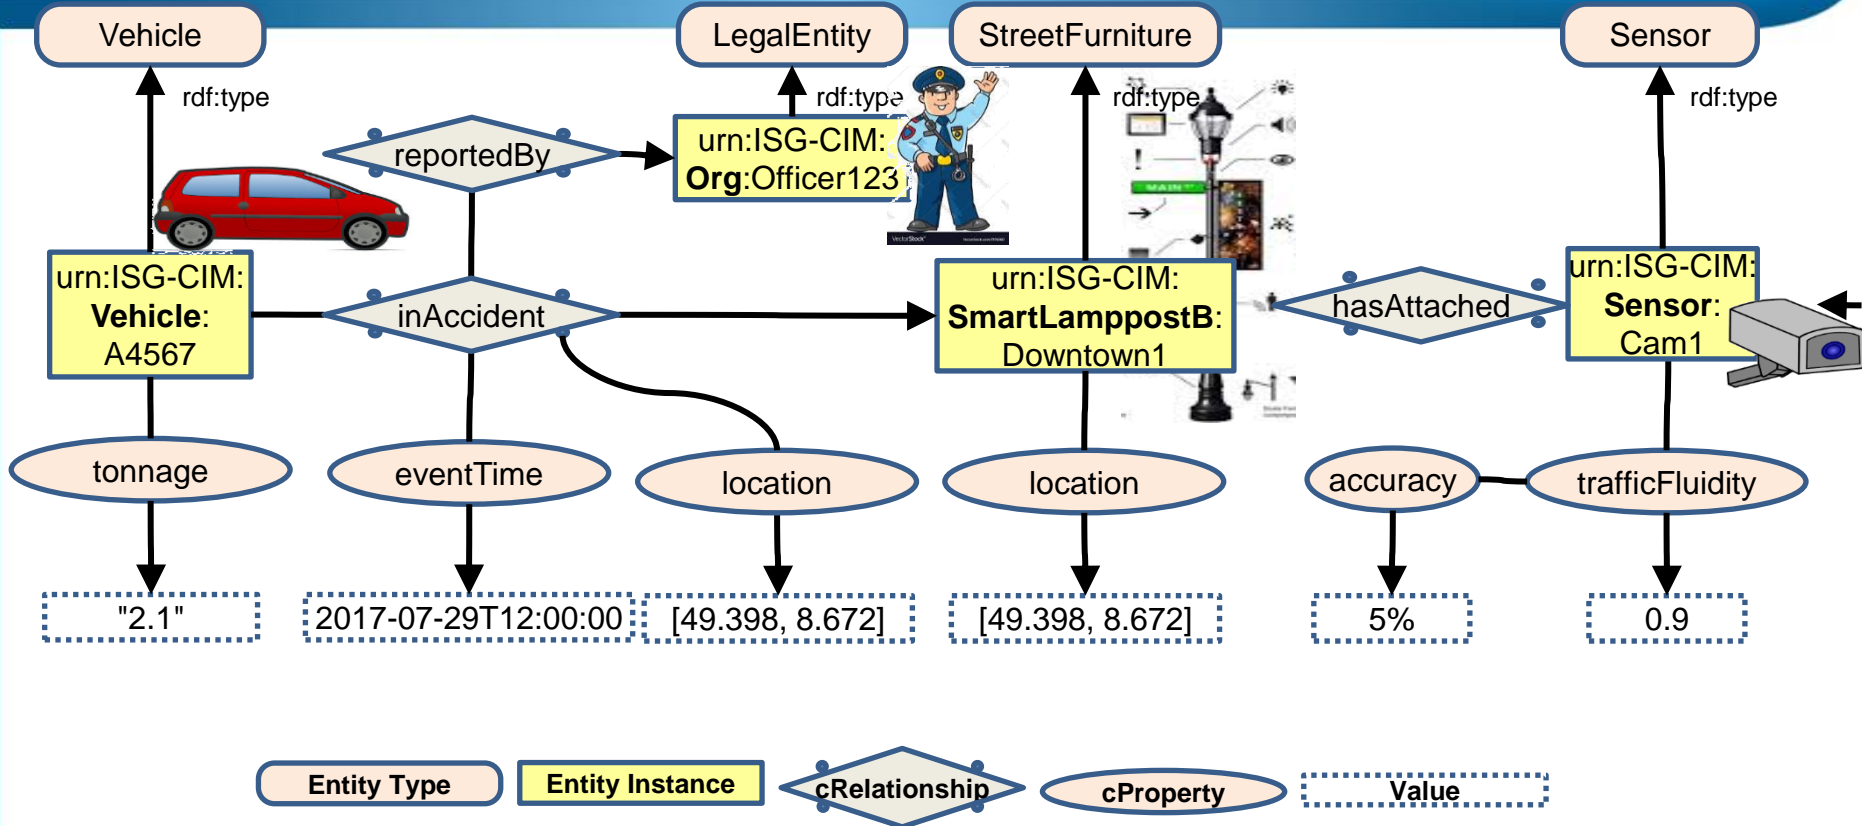 Vehicle
LegalEntity
StreetFurniture
Sensor
rdf:type
rdf:type
rdf:type
rdf:type
reportedBy
urn:ISG-CIM:
Org:Officer123
VectorStock
MAIN
urn:ISG-CIM:
Vehicle:
A4567
inAccident
urn:ISG-CIM:
SmartLamppostB:
Downtown1
hasAttached
urn:ISG-CIM:
Sensor:
Cam1
tonnage
eventTime
location
location
accuracy
trafficFluidity
"2.1"
2017-07-29T12:00:00
[49.398, 8.672]
[49.398, 8.672]
5%
0.9
Entity Type
Entity Instance
cRelationship
cProperty
Value